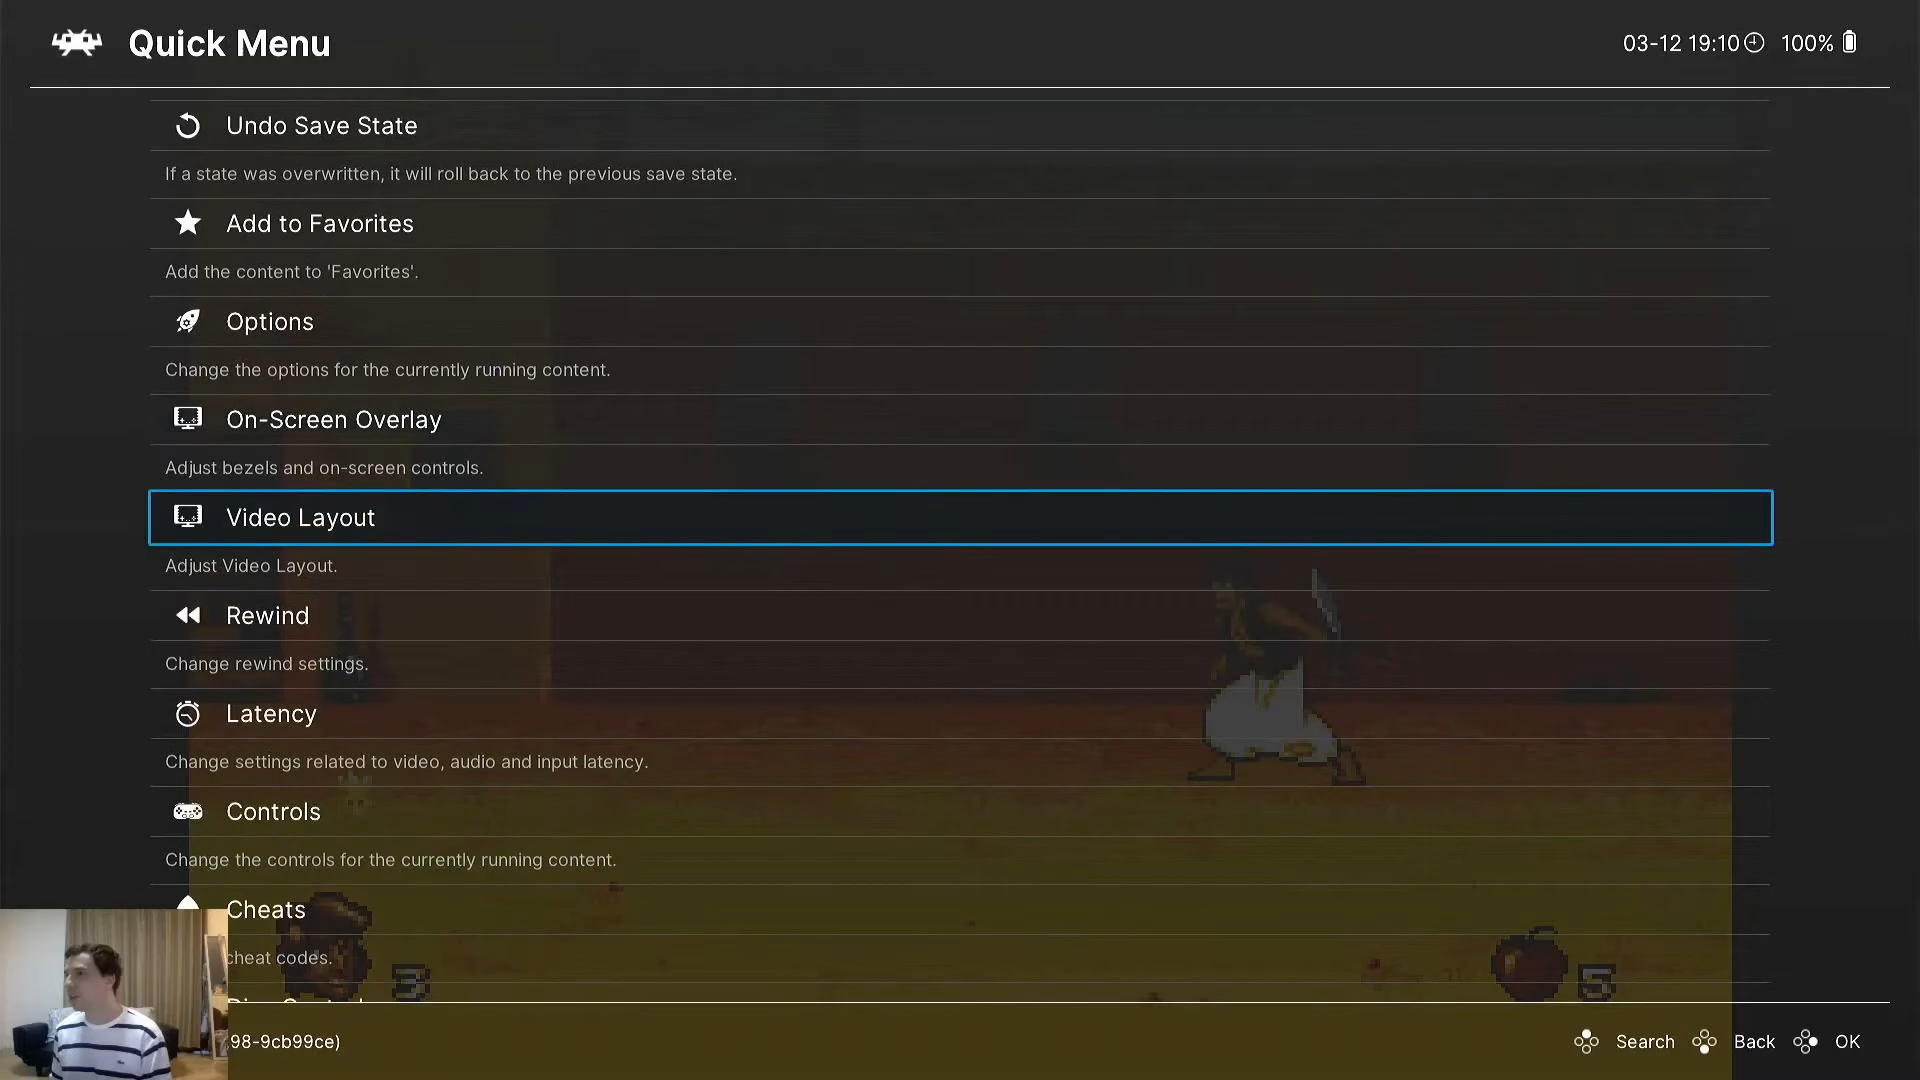 Quick Menu
03-12 19:10 100%
Undo Save State
If a state was overwritten, it will roll back to the previous save state.
Add to Favorites
Add the content to 'Favorites'.
Options
Change the options for the currently running content.
On-Screen Overlay
Adjust bezels and on-screen controls.
Video Layout
Adjust Video Layout.
Rewind
Change rewind settings.
Latency
Change settings related to video, audio and input latency.
Controls
Change the controls for the currently running content.
Cheats
cheat codes.
3
5
98-9cb99ce)
Search Back OK